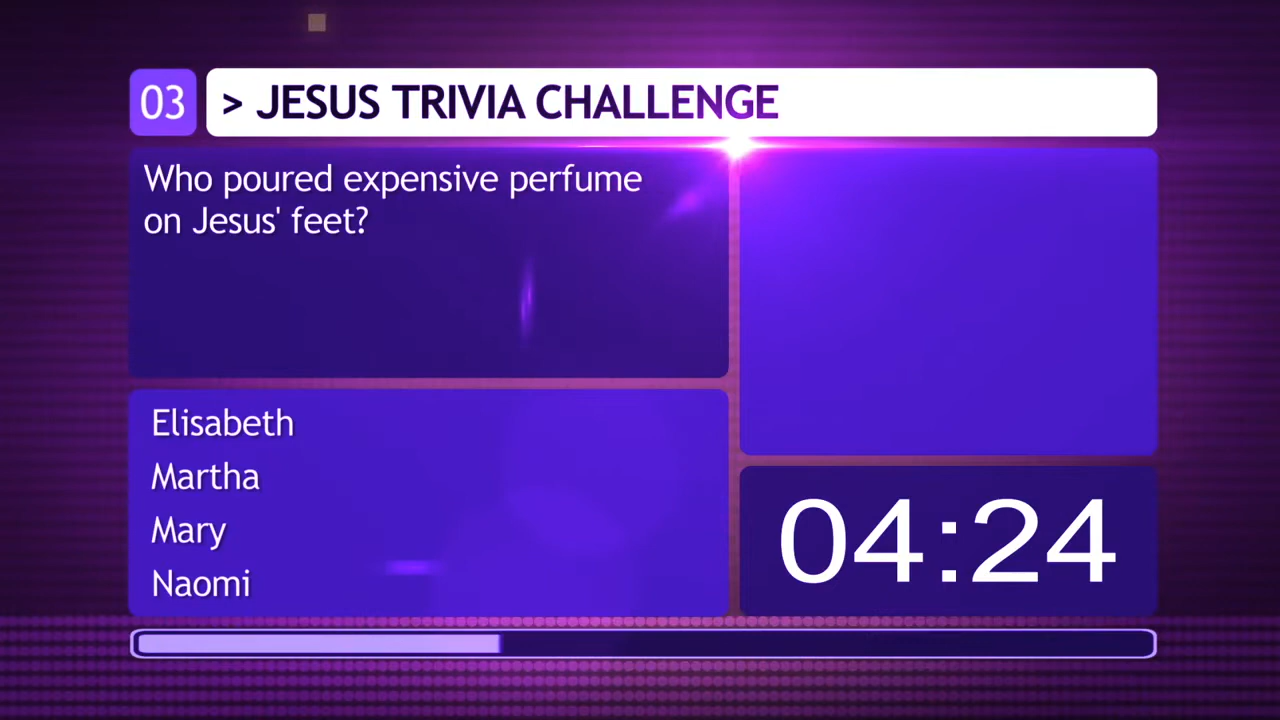 03 > JESUS TRIVIA CHALLENGE
Who poured expensive perfume
on Jesus' feet?
Elisabeth
Martha
Mary
Naomi
04:24